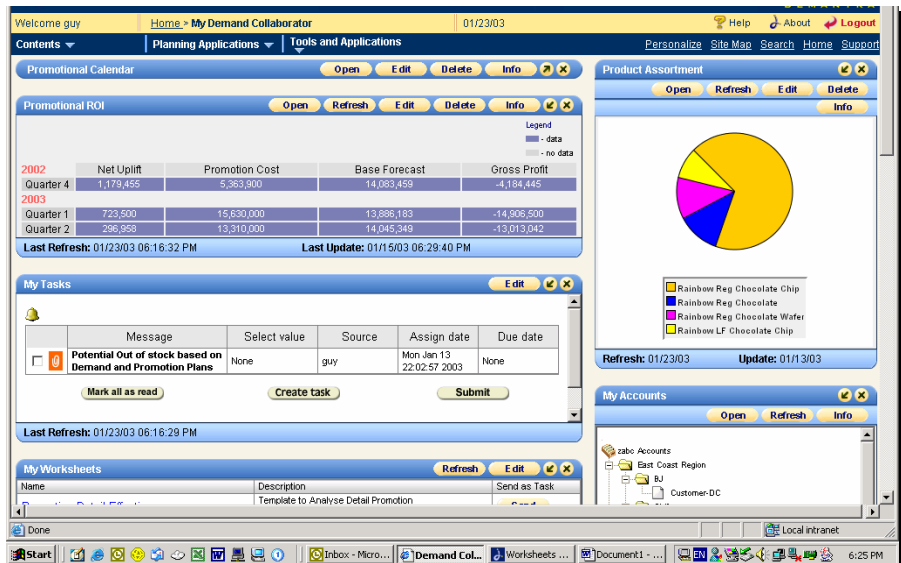 DEMANTRA
Welcome guy Home > My Demand Collaborator 01/23/03 Help About Logout
Contents Planning Applications Tools and Applications Personalize Site Map Search Home Support
Promotional Calendar Open Edit Delete Info
Promotional ROI Open Refresh Edit Delete Info
Legend
- data
- no data
2002 Net Uplift Promotion Cost Base Forecast Gross Profit
Quarter 4 1,179,455 5,363,900 14,083,459 -4,184,445
2003
Quarter 1 723,500 15,630,000 13,886,183 -14,906,500
Quarter 2 296,958 13,310,000 14,045,349 -13,013,042
Last Refresh: 01/23/03 06:16:32 PM Last Update: 01/15/03 06:29:40 PM
My Tasks Edit
Message Select value Source Assign date Due date
Potential Out of stock based on
Demand and Promotion Plans None guy Mon Jan 13
22:02:57 2003 None
Mark all as read Create task Submit
Last Refresh: 01/23/03 06:16:29 PM
My Worksheets Refresh Edit
Name Description Send as Task
Template to Analyse Detail Promotion
Product Assortment
Open Refresh Edit Delete
Info
Rainbow Reg Chocolate Chip
Rainbow Reg Chocolate
Rainbow Reg Chocolate Wafer
Rainbow LF Chocolate Chip
Refresh: 01/23/03 Update: 01/13/03
My Accounts
Open Refresh Info
zabc Accounts
East Coast Region
BJ
Customer-DC
Done Local intranet
Start Inbox - Micro... Demand Col... Worksheets ... Document1 - ... EN 6:25 PM